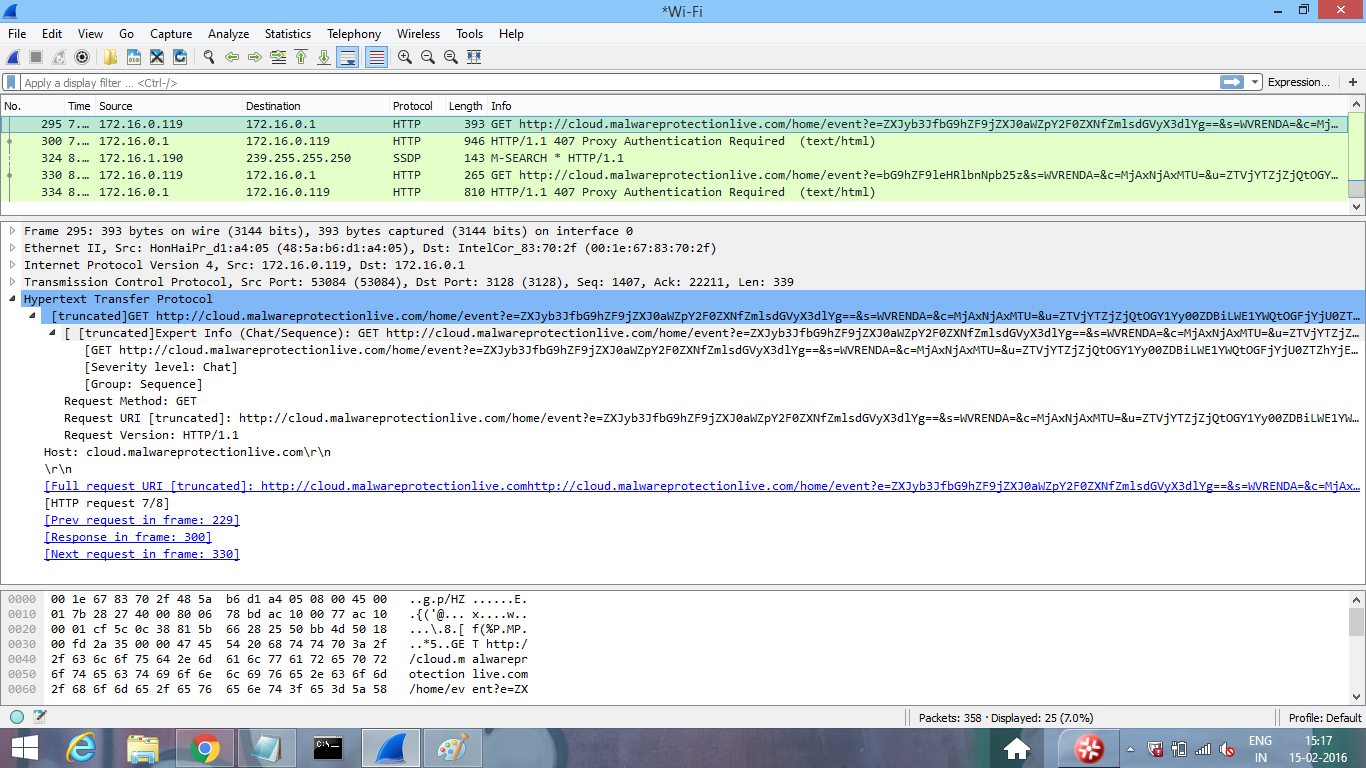 *Wi-Fi
File Edit View Go Capture Analyze Statistics Telephony Wireless Tools Help
Apply a display filter ... <Ctrl-/> Expression... +
No. Time Source Destination Protocol Length Info
295 7.… 172.16.0.119 172.16.0.1 HTTP 393 GET http://cloud.malwareprotectionlive.com/home/event?e=ZXJyb3JfbG9hZF9jZXJ0aWZpY2F0ZXNfZmlsdGVyX3dlYg==&s=WVRENDA=&c=Mj…
300 7.… 172.16.0.1 172.16.0.119 HTTP 946 HTTP/1.1 407 Proxy Authentication Required (text/html)
324 8.… 172.16.1.190 239.255.255.250 SSDP 143 M-SEARCH * HTTP/1.1
330 8.… 172.16.0.119 172.16.0.1 HTTP 265 GET http://cloud.malwareprotectionlive.com/home/event?e=bG9hZF9leHRlbnNpb25z&s=WVRENDA=&c=MjAxNjAxMTU=&u=ZTVjYTZjZjQtOGY…
334 8.… 172.16.0.1 172.16.0.119 HTTP 810 HTTP/1.1 407 Proxy Authentication Required (text/html)
Frame 295: 393 bytes on wire (3144 bits), 393 bytes captured (3144 bits) on interface 0
Ethernet II, Src: HonHaiPr_d1:a4:05 (48:5a:b6:d1:a4:05), Dst: IntelCor_83:70:2f (00:1e:67:83:70:2f)
Internet Protocol Version 4, Src: 172.16.0.119, Dst: 172.16.0.1
Transmission Control Protocol, Src Port: 53084 (53084), Dst Port: 3128 (3128), Seq: 1407, Ack: 22211, Len: 339
Hypertext Transfer Protocol
[truncated]GET http://cloud.malwareprotectionlive.com/home/event?e=ZXJyb3JfbG9hZF9jZXJ0aWZpY2F0ZXNfZmlsdGVyX3dlYg==&s=WVRENDA=&c=MjAxNjAxMTU=&u=ZTVjYTZjZjQtOGY1Yy00ZDBiLWE1YWQtOGFjYjU0ZT…
[ [truncated]Expert Info (Chat/Sequence): GET http://cloud.malwareprotectionlive.com/home/event?e=ZXJyb3JfbG9hZF9jZXJ0aWZpY2F0ZXNfZmlsdGVyX3dlYg==&s=WVRENDA=&c=MjAxNjAxMTU=&u=ZTVjYTZjZ…
[GET http://cloud.malwareprotectionlive.com/home/event?e=ZXJyb3JfbG9hZF9jZXJ0aWZpY2F0ZXNfZmlsdGVyX3dlYg==&s=WVRENDA=&c=MjAxNjAxMTU=&u=ZTVjYTZjZjQtOGY1Yy00ZDBiLWE1YWQtOGFjYjU0ZTZhYjE…
[Severity level: Chat]
[Group: Sequence]
Request Method: GET
Request URI [truncated]: http://cloud.malwareprotectionlive.com/home/event?e=ZXJyb3JfbG9hZF9jZXJ0aWZpY2F0ZXNfZmlsdGVyX3dlYg==&s=WVRENDA=&c=MjAxNjAxMTU=&u=ZTVjYTZjZjQtOGY1Yy00ZDBiLWE1YW…
Request Version: HTTP/1.1
Host: cloud.malwareprotectionlive.com\r\n
\r\n
[Full request URI [truncated]: http://cloud.malwareprotectionlive.comhttp://cloud.malwareprotectionlive.com/home/event?e=ZXJyb3JfbG9hZF9jZXJ0aWZpY2F0ZXNfZmlsdGVyX3dlYg==&s=WVRENDA=&c=MjAx…
[HTTP request 7/8]
[Prev request in frame: 229]
[Response in frame: 300]
[Next request in frame: 330]
0000 00 1e 67 83 70 2f 48 5a b6 d1 a4 05 08 00 45 00 ..g.p/HZ ......E.
0010 01 7b 28 27 40 00 80 06 78 bd ac 10 00 77 ac 10 .{('@... x....w..
0020 00 01 cf 5c 0c 38 81 5b 66 28 25 50 bb 4d 50 18 ...\.8.[ f(%P.MP.
0030 00 fd 2a 35 00 00 47 45 54 20 68 74 74 70 3a 2f ..*5..GE T http:/
0040 2f 63 6c 6f 75 64 2e 6d 61 6c 77 61 72 65 70 72 /cloud.m alwarepr
0050 6f 74 65 63 74 69 6f 6e 6c 69 76 65 2e 63 6f 6d otection live.com
0060 2f 68 6f 6d 65 2f 65 76 65 6e 74 3f 65 3d 5a 58 /home/ev ent?e=ZX
Packets: 358 · Displayed: 25 (7.0%) Profile: Default
C:\_
ENG 15:17
IN 15-02-2016